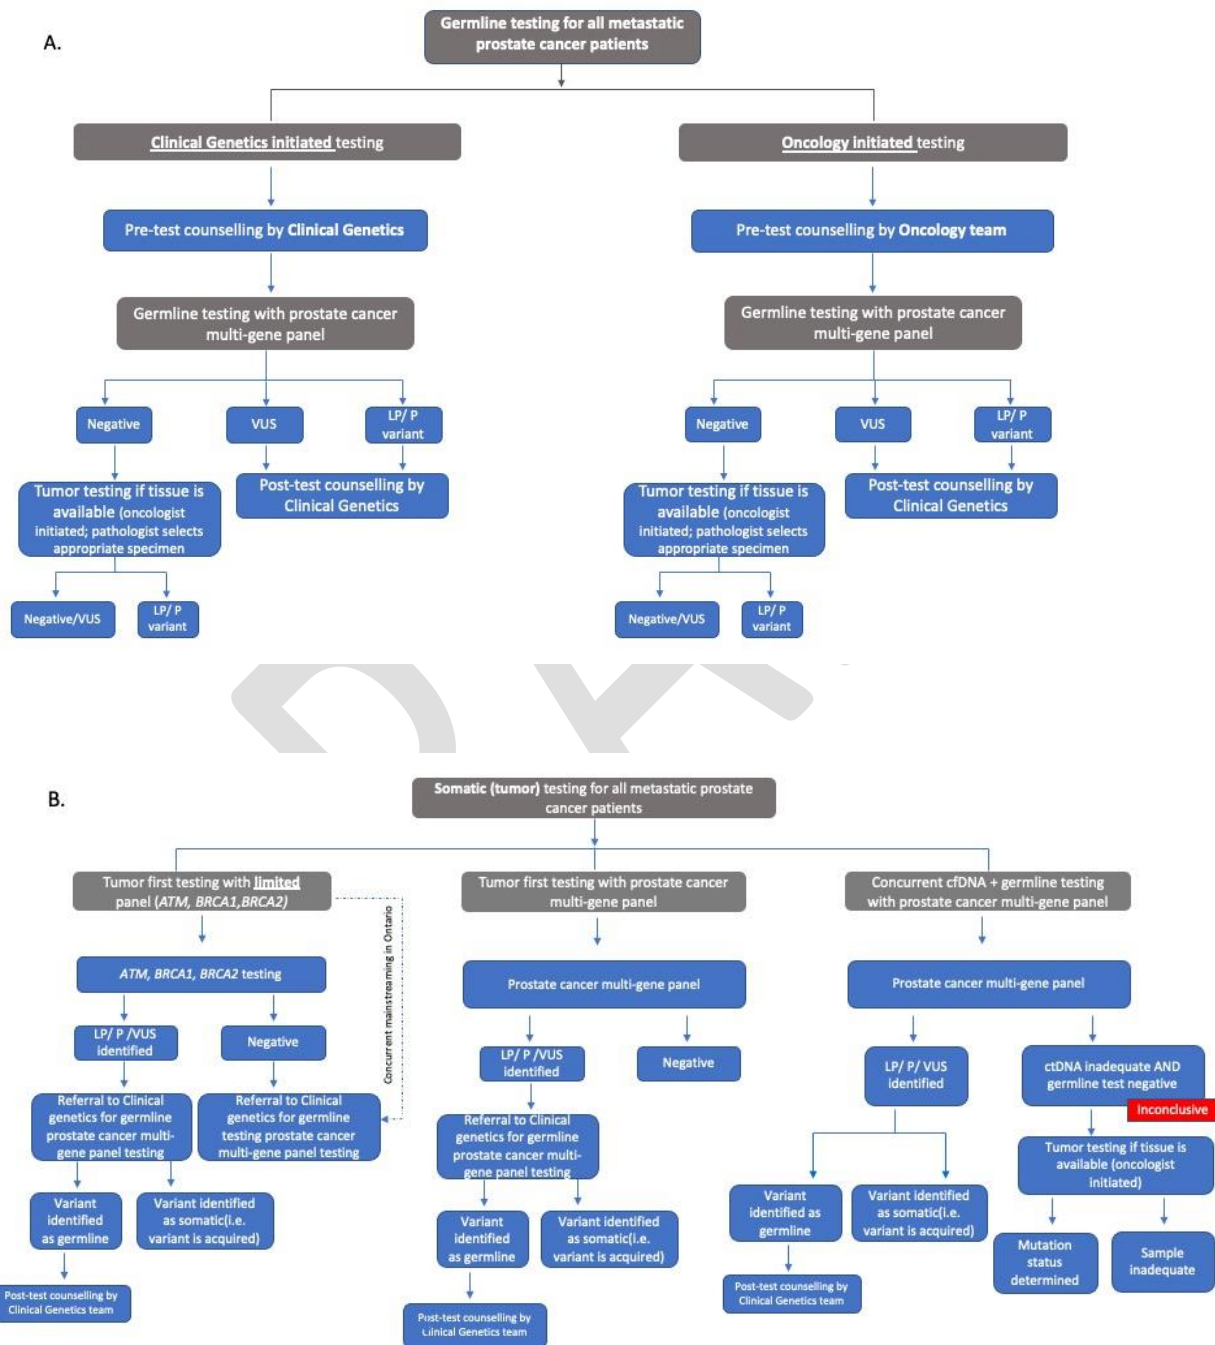 A.
Germline testing for all metastatic
prostate cancer patients
Clinical Genetics initiated testing
Oncology initiated testing
Pre-test counselling by Clinical Genetics
Pre-test counselling by Oncology team
Germline testing with prostate cancer
multi-gene panel
Germline testing with prostate cancer
multi-gene panel
Negative
VUS
LP/ P
variant
Negative
VUS
LP/ P
variant
Tumor testing if tissue is
available (oncologist
initiated; pathologist selects
appropriate specimen
Post-test counselling by
Clinical Genetics
Tumor testing if tissue is
available (oncologist
initiated; pathologist selects
appropriate specimen
Post-test counselling by
Clinical Genetics
Negative/VUS
LP/ P
variant
Negative/VUS
LP/ P
variant
B.
Somatic (tumor) testing for all metastatic prostate
cancer patients
Tumor first testing with limited
panel (ATM, BRCA1,BRCA2)
Tumor first testing with prostate cancer
multi-gene panel
Concurrent cfDNA + germline testing
with prostate cancer multi-gene panel
Concurrent mainstreaming in Ontario
ATM, BRCA1, BRCA2 testing
Prostate cancer multi-gene panel
Prostate cancer multi-gene panel
LP/ P /VUS
identified
Negative
LP/ P /VUS
identified
Negative
LP/ P/ VUS
identified
ctDNA inadequate AND
germline test negative
Inconclusive
Referral to Clinical
genetics for germline
prostate cancer multi-
gene panel testing
Referral to Clinical
genetics for germline
testing prostate cancer
multi-gene panel testing
Referral to Clinical
genetics for germline
prostate cancer multi-
gene panel testing
Tumor testing if tissue is
available (oncologist
initiated)
Variant
identified
as germline
Variant identified
as somatic(i.e.
variant is acquired)
Variant
identified
as germline
Variant identified
as somatic(i.e.
variant is acquired)
Variant
identified as
germline
Variant identified
as somatic(i.e.
variant is acquired)
Mutation
status
determined
Sample
inadequate
Post-test counselling by
Clinical Genetics team
Post-test counselling by
Clinical Genetics team
Post-test counselling by
Clinical Genetics team